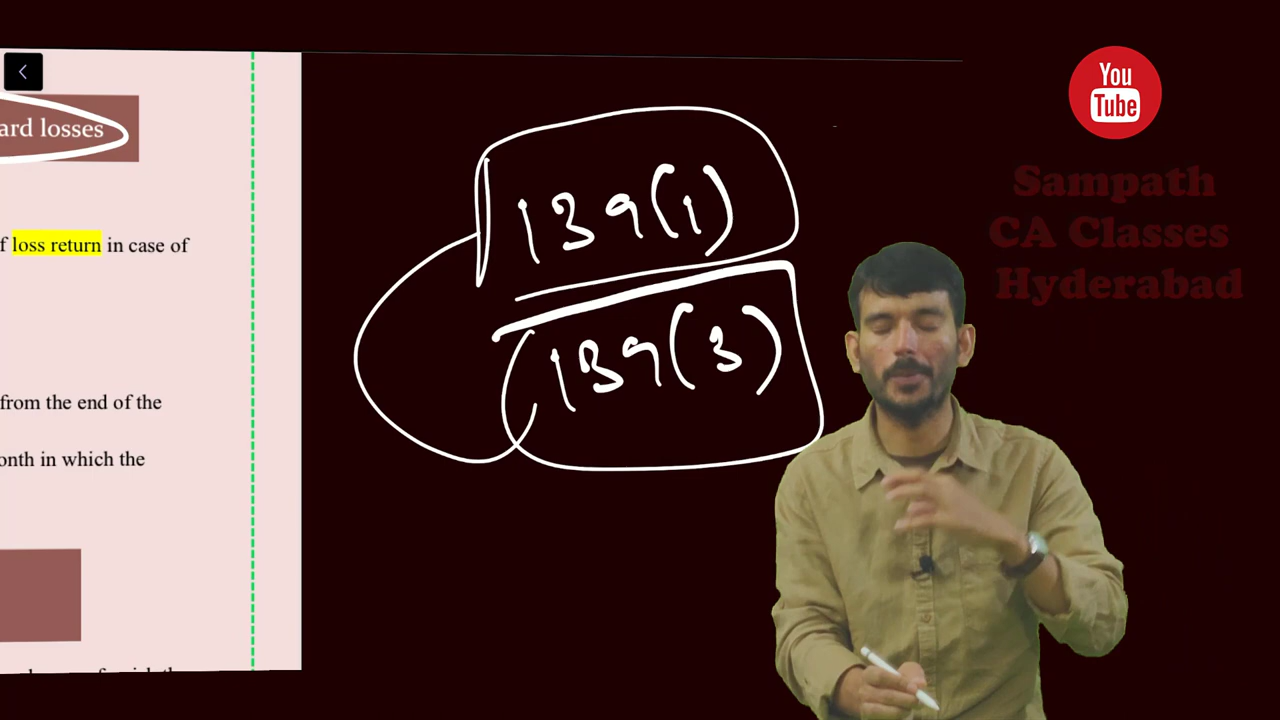 ard losses
f loss return in case of
from the end of the
onth in which the
139(1)
139(3)
You
Tube
Sampath
CA Classes
Hyderabad